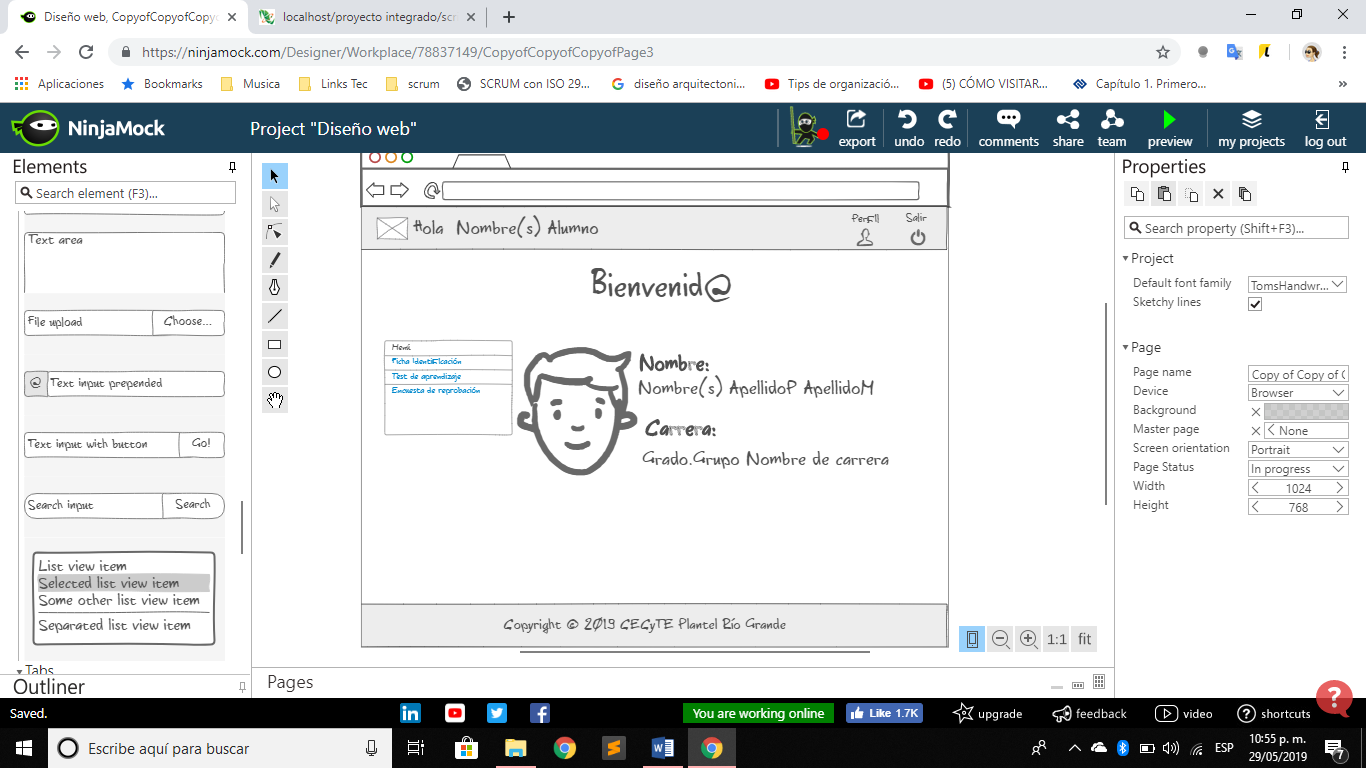 Diseño web, CopyofCopyofCopyo
localhost/proyecto integrado/scr
https://ninjamock.com/Designer/Workplace/78837149/CopyofCopyofCopyofPage3
Aplicaciones Bookmarks Musica Links Tec scrum SCRUM con ISO 29... diseño arquitectoni... Tips de organizació... (5) CÓMO VISITAR... Capítulo 1. Primero... »
NinjaMock Project "Diseño web" export undo redo comments share team preview my projects log out
Elements
Search element (F3)...
Text area
File upload Choose...
@ Text input prepended
Text input with button Go!
Search input Search
List view item
Selected list view item
Some other list view item
Separated list view item
Tabs
Outliner
Hola Nombre(s) Alumno
Perfil Salir
Bienvenid@
Menú
Ficha Identificación
Test de aprendizaje
Encuesta de reprobación
Nombre:
Nombre(s) ApellidoP ApellidoM
Carrera:
Grado.Grupo Nombre de carrera
Copyright © 2019 CECyTE Plantel Río Grande
1:1 fit
Pages
Properties
Search property (Shift+F3)...
Project
Default font family TomsHandwr...
Sketchy lines
Page
Page name Copy of Copy of C
Device Browser
Background
Master page None
Screen orientation Portrait
Page Status In progress
Width 1024
Height 768
Saved. You are working online Like 1.7K upgrade feedback video shortcuts ?
Escribe aquí para buscar
ESP
10:55 p. m.
29/05/2019
7